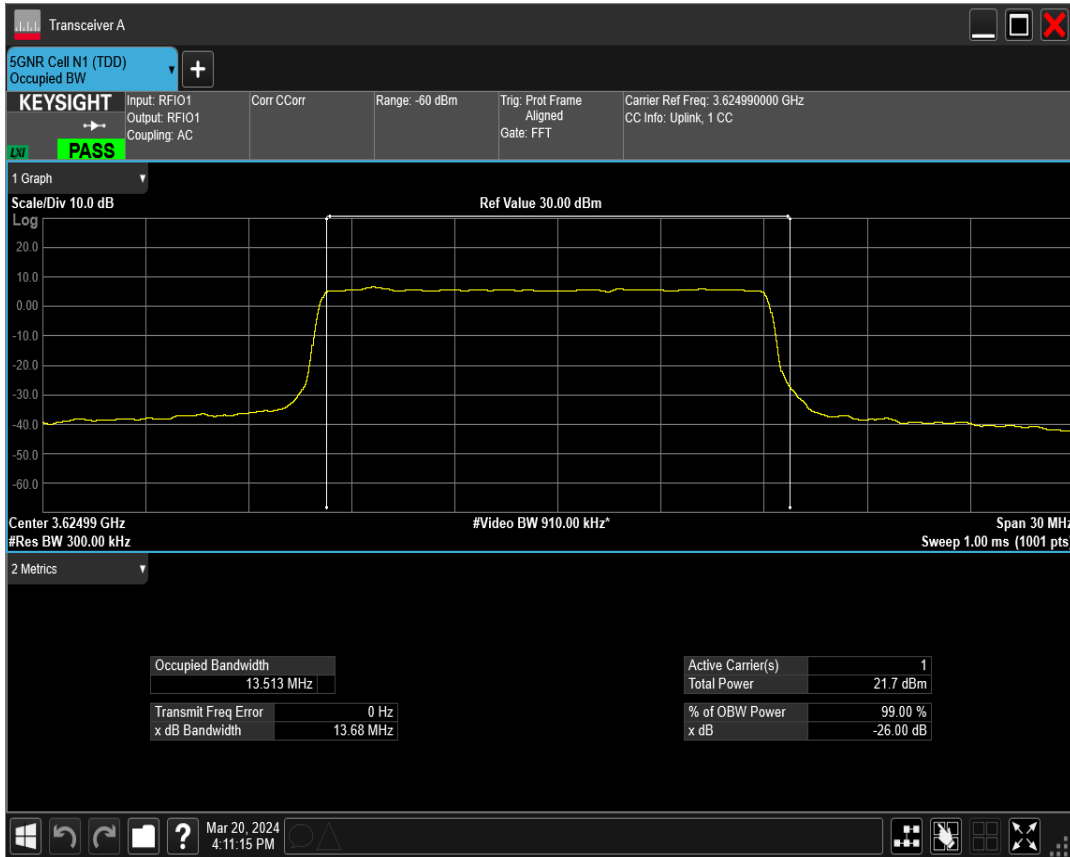 Transceiver A
5GNR Cell N1 (TDD)
Occupied BW
KEYSIGHT
LXI
PASS
Input: RFIO1
Output: RFIO1
Coupling: AC
Corr CCorr
Range: -60 dBm
Trig: Prot Frame
Aligned
Gate: FFT
Carrier Ref Freq: 3.624990000 GHz
CC Info: Uplink, 1 CC
1 Graph
Scale/Div 10.0 dB
Ref Value 30.00 dBm
Log
20.0
10.0
0.00
-10.0
-20.0
-30.0
-40.0
-50.0
-60.0
Center 3.62499 GHz
#Video BW 910.00 kHz*
Span 30 MHz
#Res BW 300.00 kHz
Sweep 1.00 ms (1001 pts)
2 Metrics
Occupied Bandwidth
13.513 MHz
Transmit Freq Error 0 Hz
x dB Bandwidth 13.68 MHz
Active Carrier(s) 1
Total Power 21.7 dBm
% of OBW Power 99.00 %
x dB -26.00 dB
?
Mar 20, 2024
4:11:15 PM